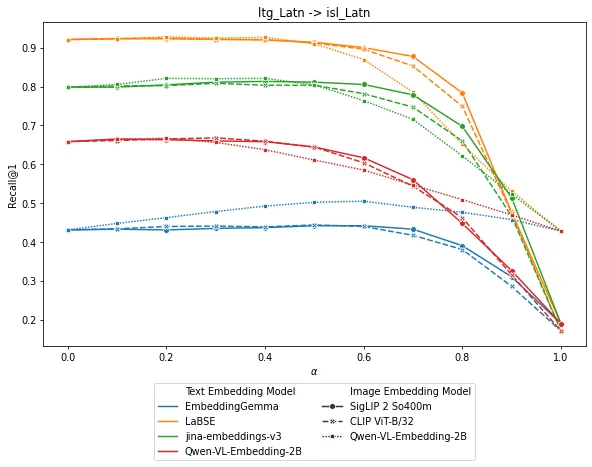 ltg_Latn -> isl_Latn
Recall@1
0.9
0.8
0.7
0.6
0.5
0.4
0.3
0.2
0.0 0.2 0.4 0.6 0.8 1.0
α
Text Embedding Model Image Embedding Model
EmbeddingGemma SigLIP 2 So400m
LaBSE CLIP ViT-B/32
jina-embeddings-v3 Qwen-VL-Embedding-2B
Qwen-VL-Embedding-2B